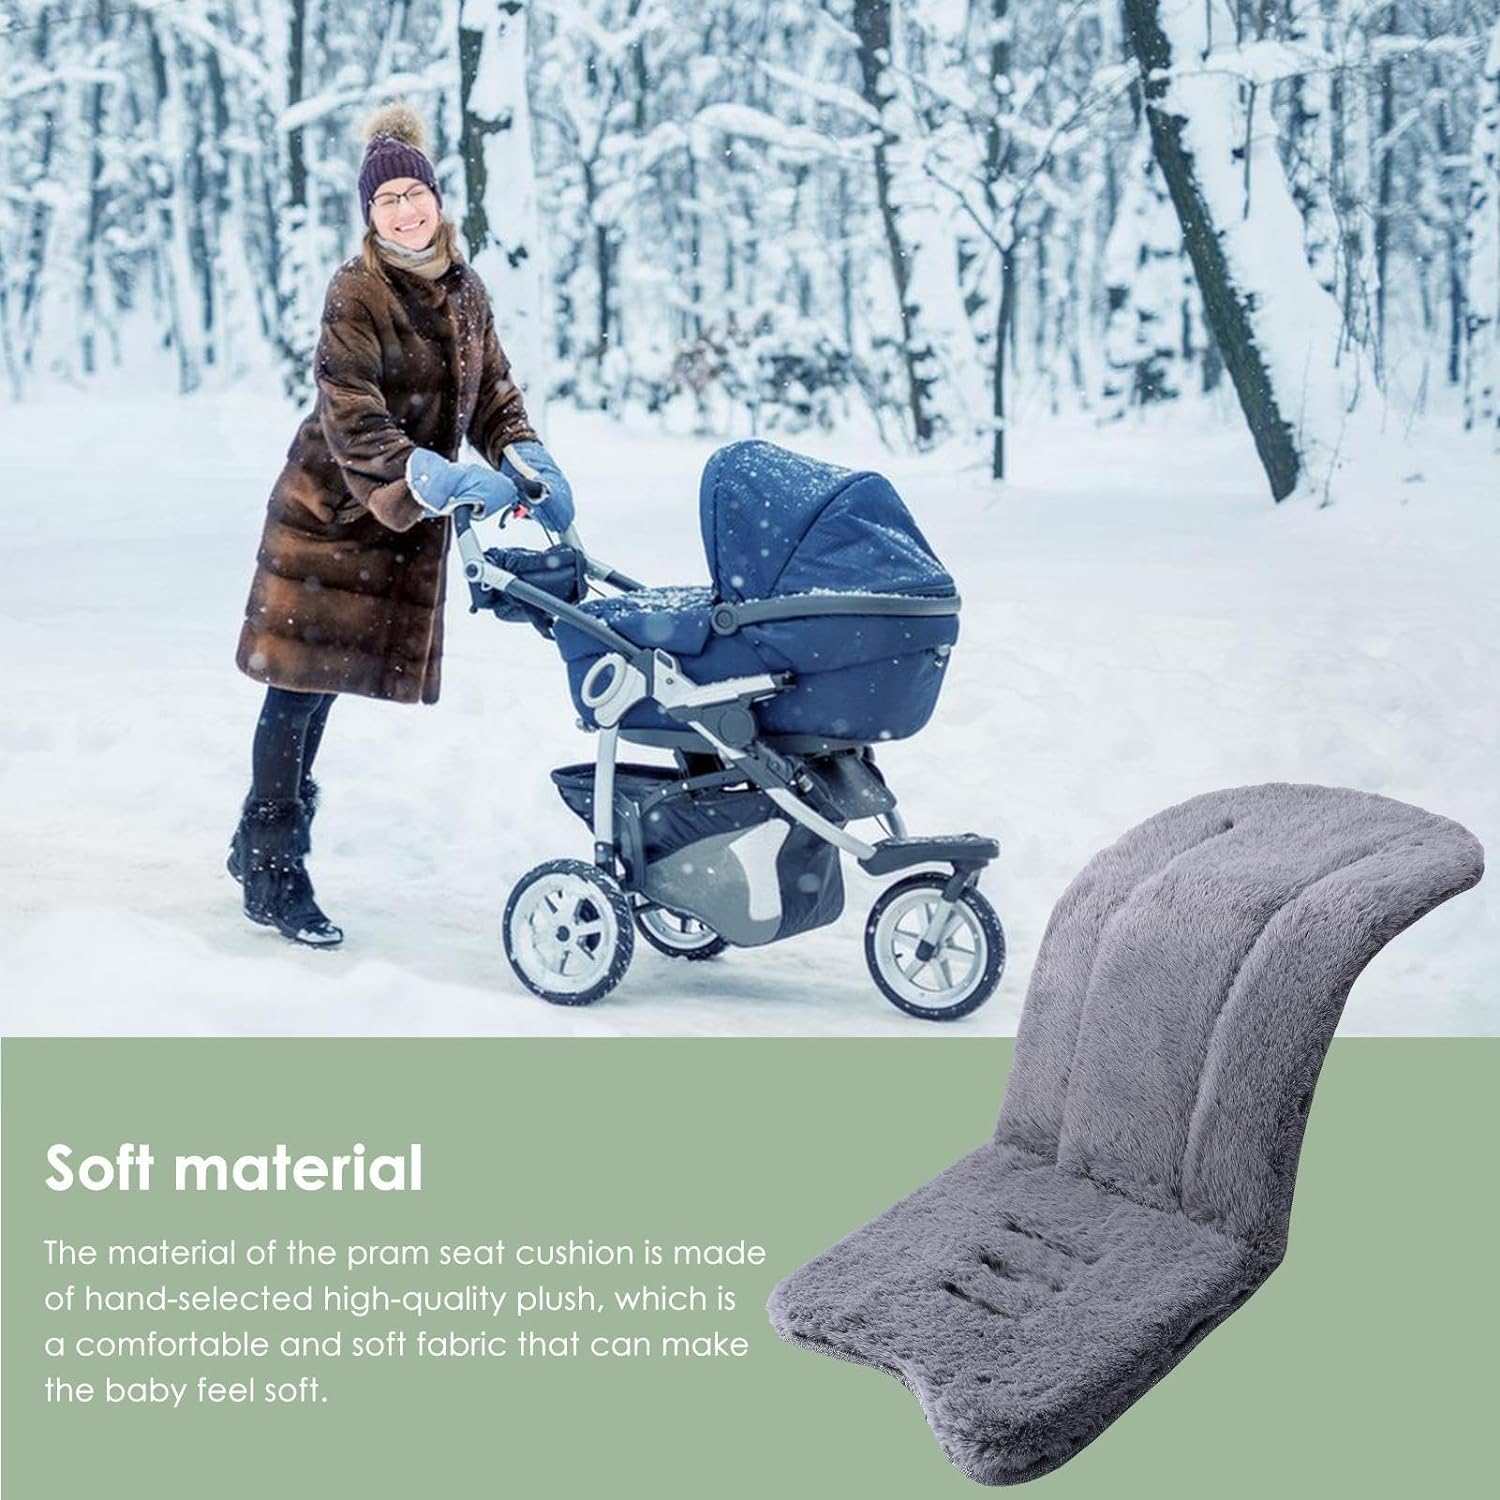 Soft material
The material of the pram seat cushion is made
of hand-selected high-quality plush, which is
a comfortable and soft fabric that can make
the baby feel soft.